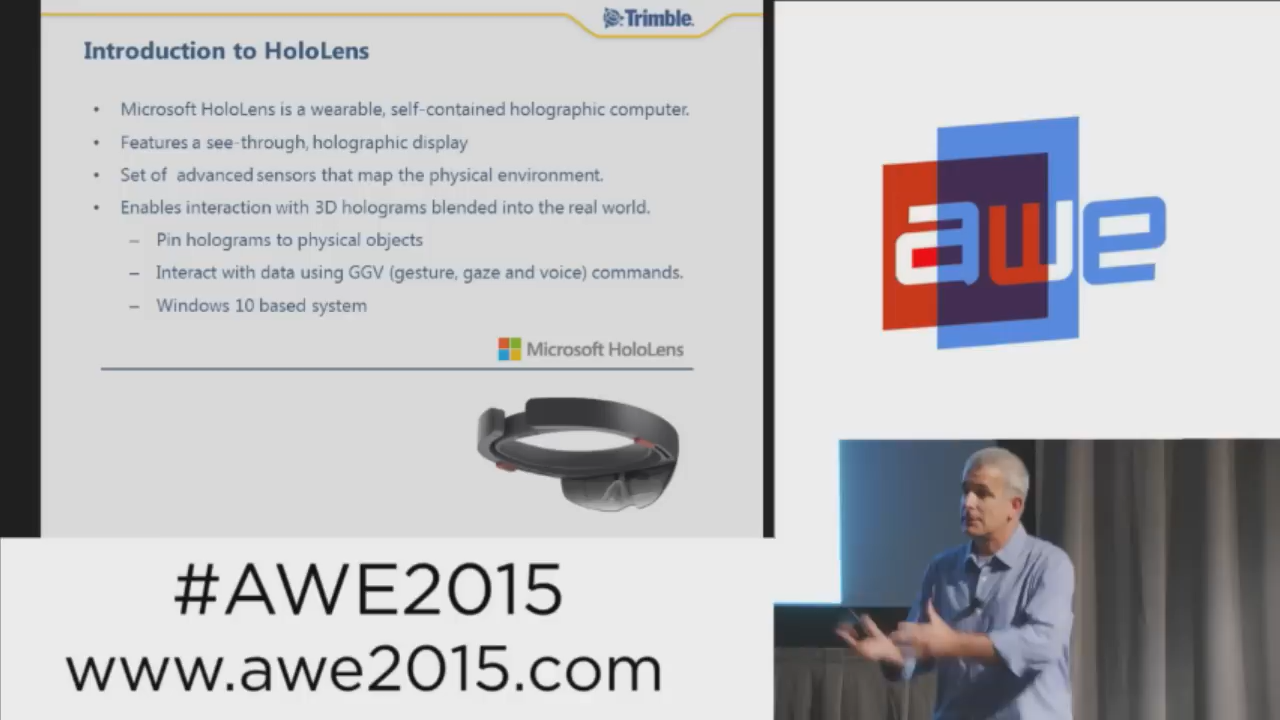 Trimble.
Introduction to HoloLens
• Microsoft HoloLens is a wearable, self-contained holographic computer.
• Features a see-through, holographic display
• Set of advanced sensors that map the physical environment.
• Enables interaction with 3D holograms blended into the real world.
– Pin holograms to physical objects
– Interact with data using GGV (gesture, gaze and voice) commands.
– Windows 10 based system
Microsoft HoloLens
awe
#AWE2015
www.awe2015.com